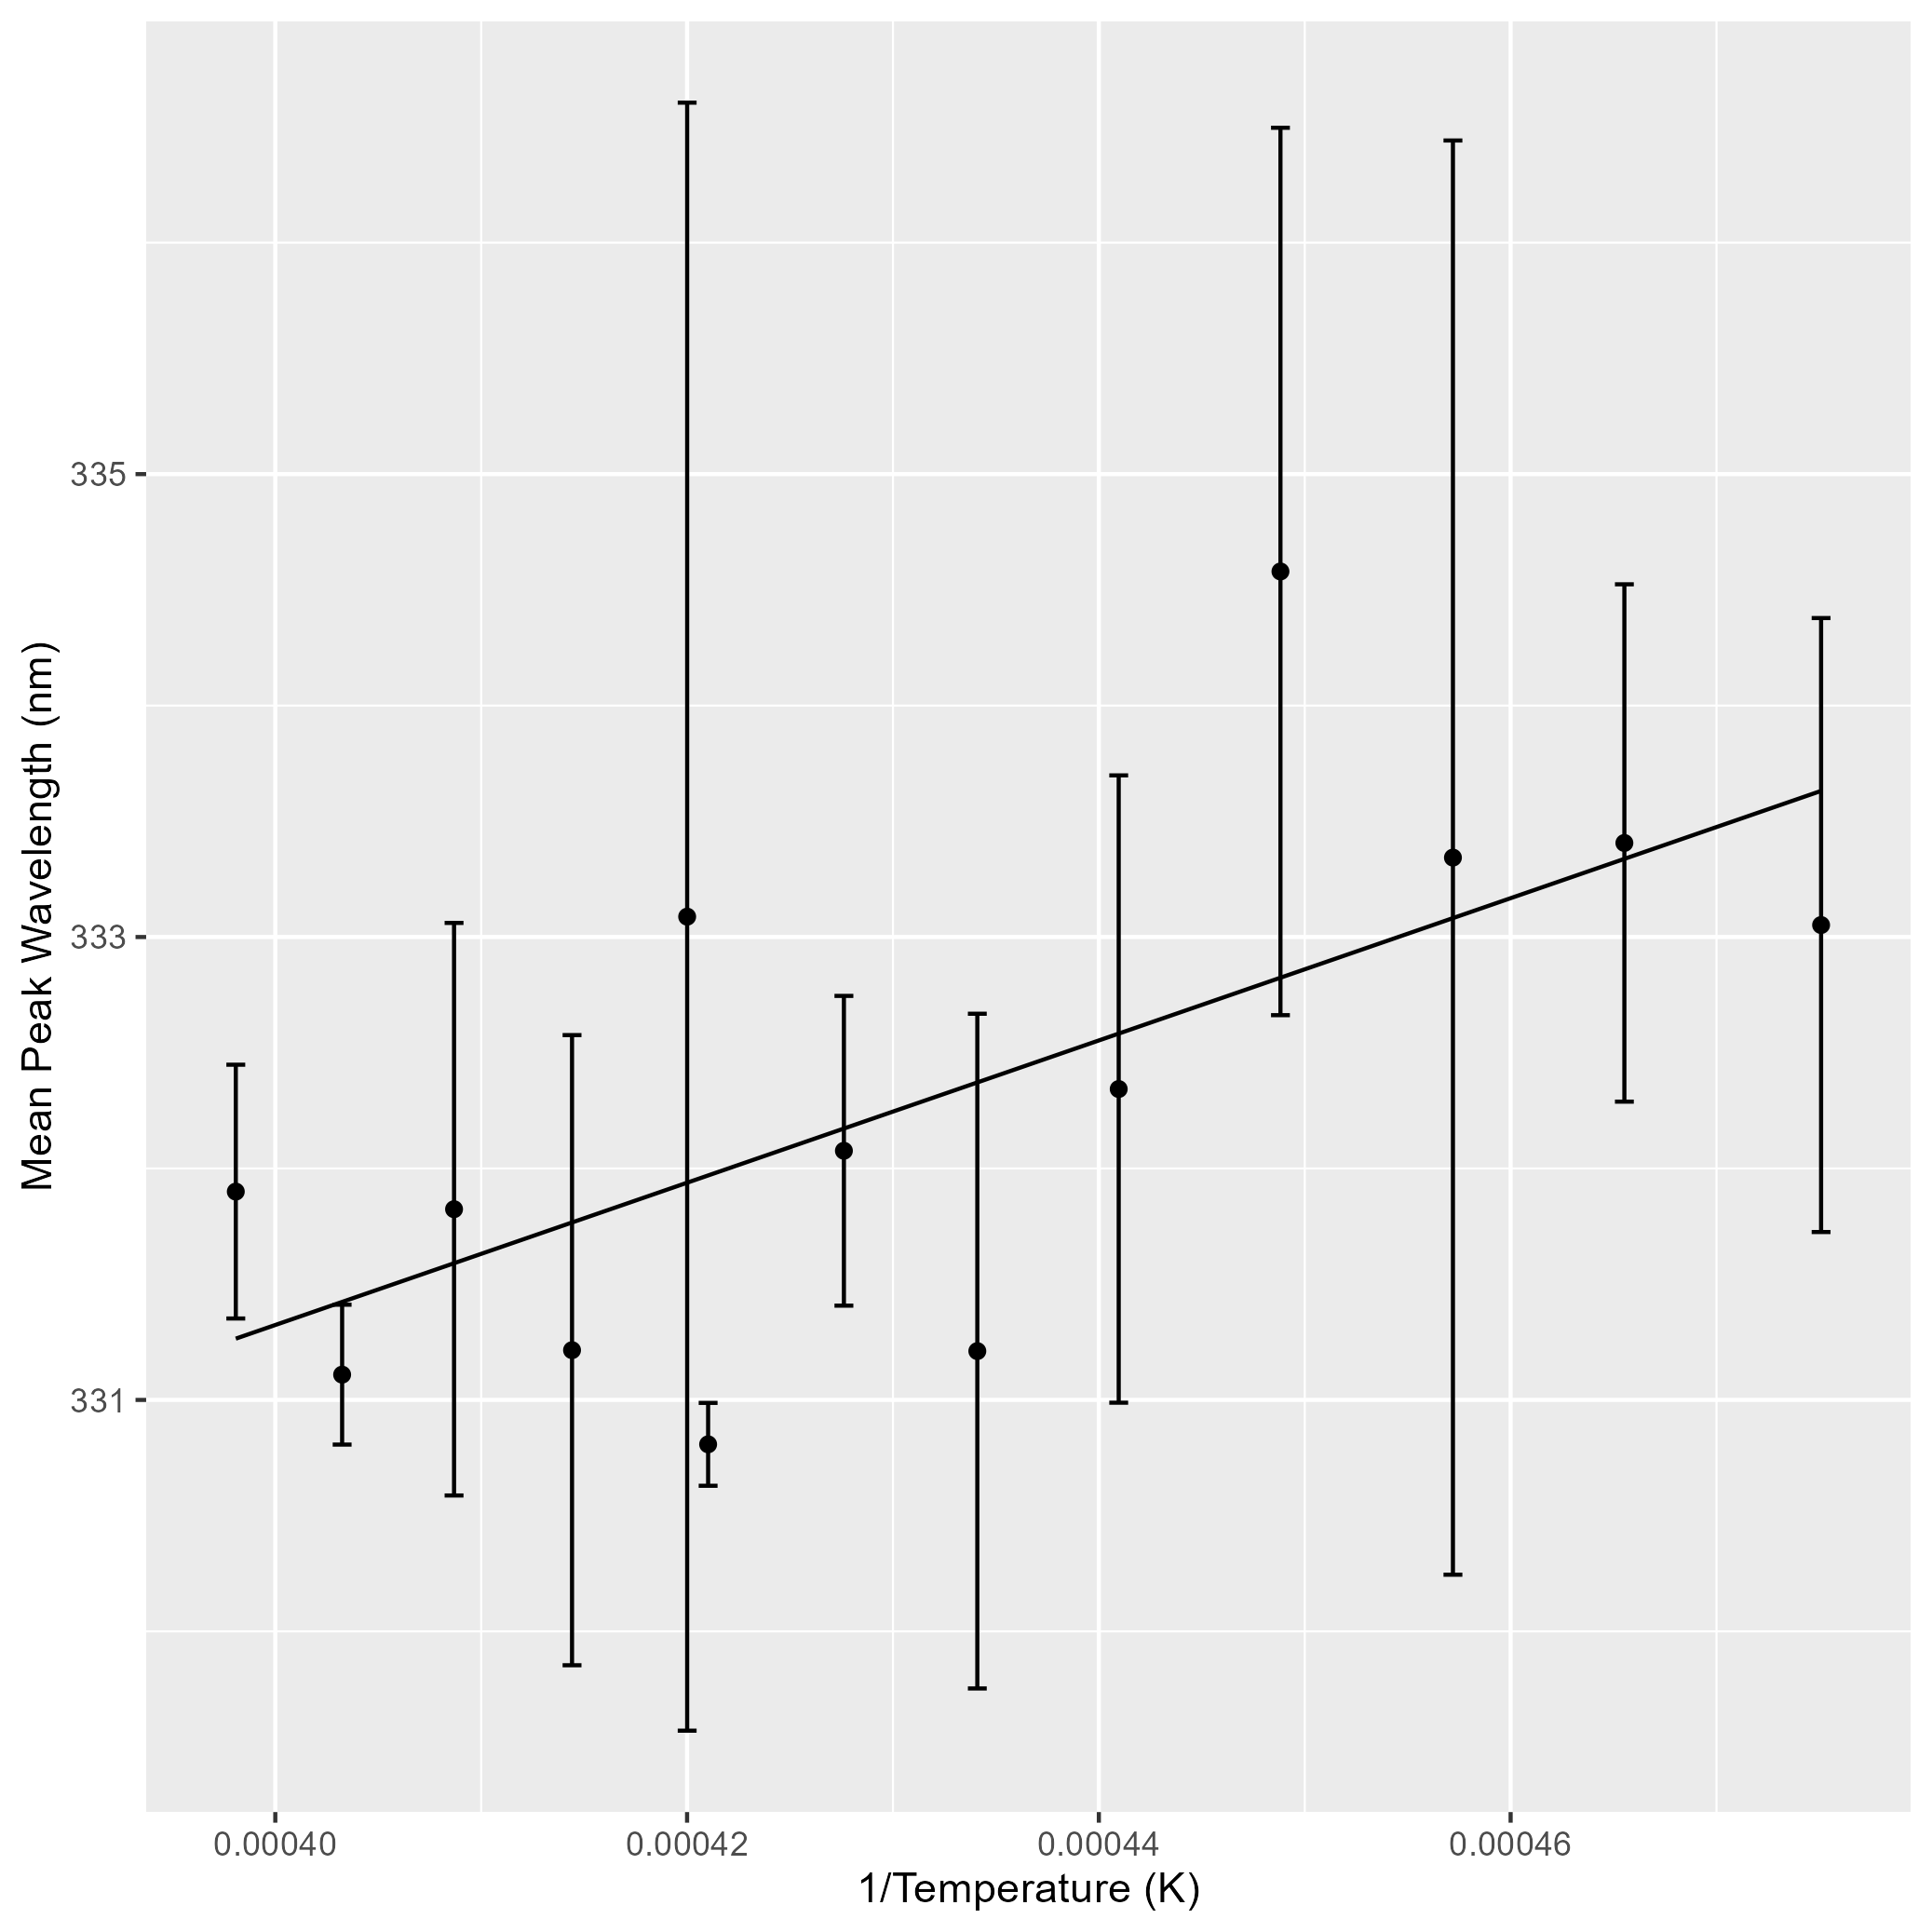 Mean Peak Wavelength (nm)
335
333
331
0.00040 0.00042 0.00044 0.00046
1/Temperature (K)